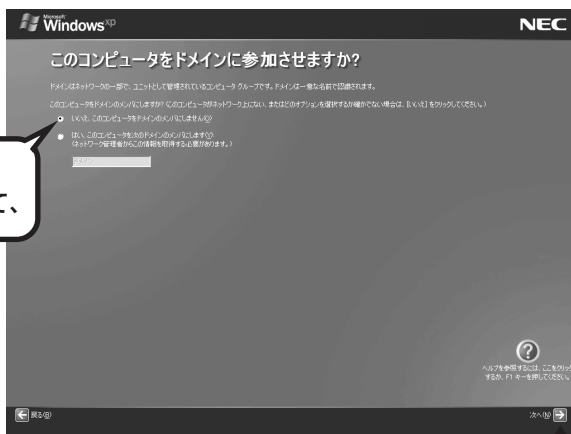 Microsoft
Windows xp
NEC
このコンピュータをドメインに参加させますか?
ドメインはネットワークの一部で、ユニットとして管理されているコンピュータ グループです。ドメインは一意な名前で認識されます。
このコンピュータをドメインのメンバにしますか? (このコンピュータがネットワーク上にない、またはどのオプションを選択するか確かでない場合は、[いいえ] をクリックしてください。)
いいえ、このコンピュータをドメインのメンバにしません(O)
はい、このコンピュータを次のドメインのメンバにします(Y)
(ネットワーク管理者からこの情報を取得する必要があります。)
ドメイン
て、
?
ヘルプを参照するには、ここをクリック
するか、F1 キーを押してください。
戻る(B)
次へ(N)